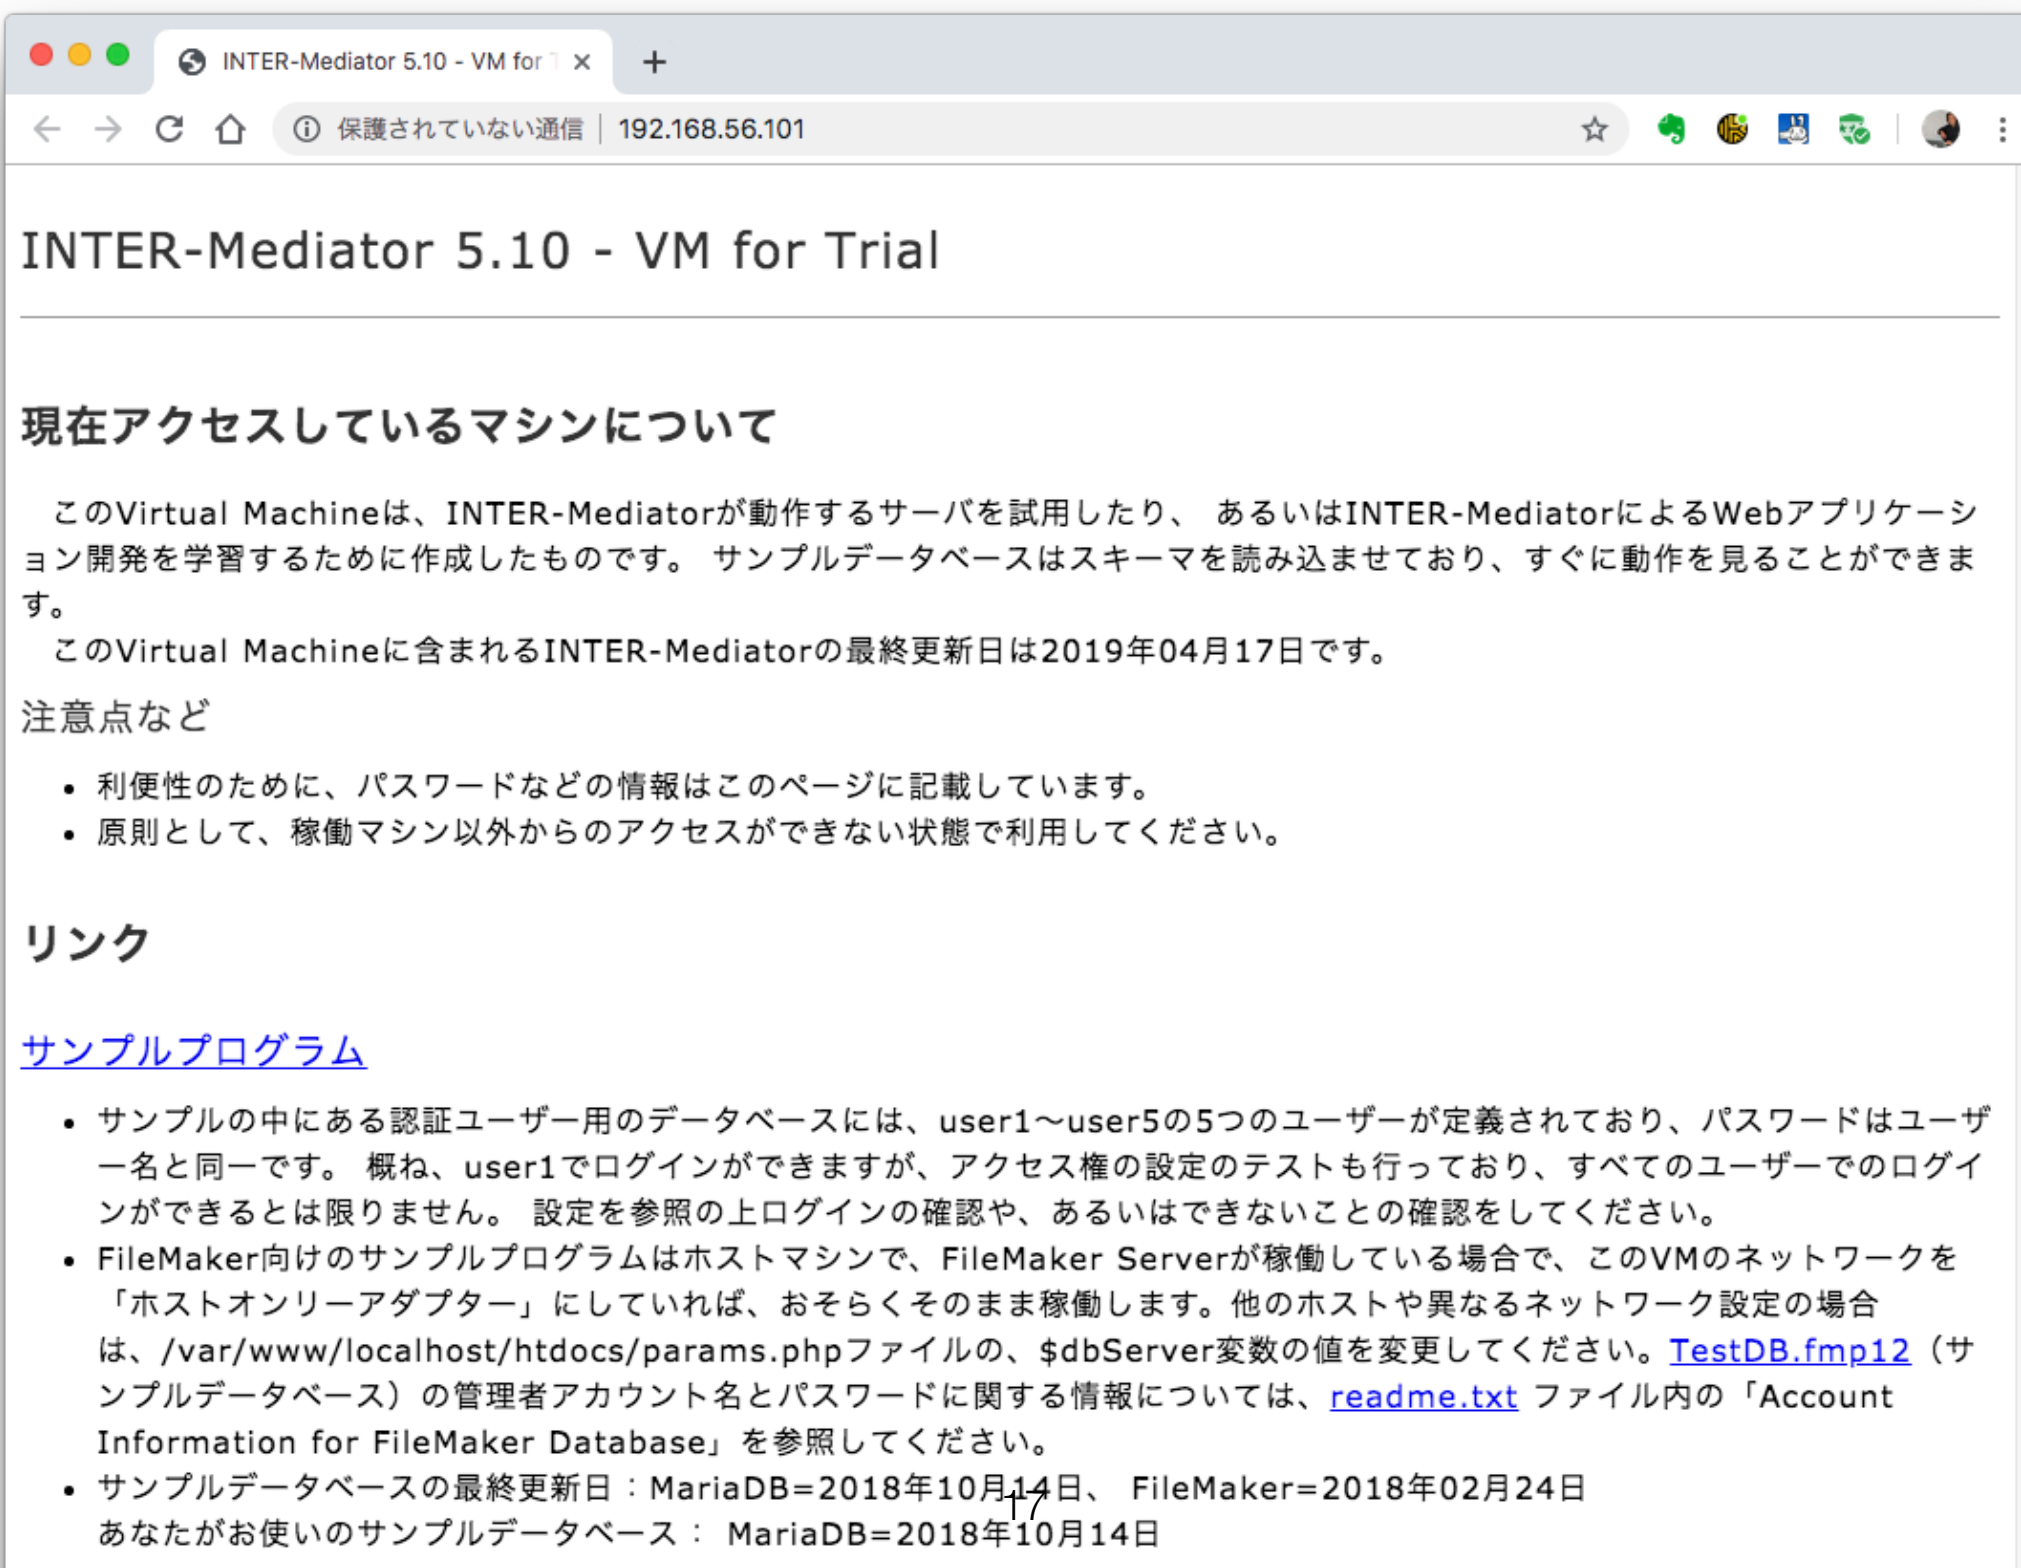 INTER-Mediator 5.10 - VM for T
保護されていない通信 | 192.168.56.101
INTER-Mediator 5.10 - VM for Trial
現在アクセスしているマシンについて
このVirtual Machineは、INTER-Mediatorが動作するサーバを試用したり、 あるいはINTER-MediatorによるWebアプリケーシ
ョン開発を学習するために作成したものです。 サンプルデータベースはスキーマを読み込ませており、すぐに動作を見ることができま
す。
このVirtual Machineに含まれるINTER-Mediatorの最終更新日は2019年04月17日です。
注意点など
• 利便性のために、パスワードなどの情報はこのページに記載しています。
• 原則として、稼働マシン以外からのアクセスができない状態で利用してください。
リンク
サンプルプログラム
• サンプルの中にある認証ユーザー用のデータベースには、user1〜user5の5つのユーザーが定義されており、パスワードはユーザ
ー名と同一です。 概ね、user1でログインができますが、アクセス権の設定のテストも行っており、すべてのユーザーでのログイ
ンができるとは限りません。 設定を参照の上ログインの確認や、あるいはできないことの確認をしてください。
• FileMaker向けのサンプルプログラムはホストマシンで、FileMaker Serverが稼働している場合で、このVMのネットワークを
「ホストオンリーアダプター」にしていれば、おそらくそのまま稼働します。他のホストや異なるネットワーク設定の場合
は、/var/www/localhost/htdocs/params.phpファイルの、$dbServer変数の値を変更してください。TestDB.fmp12（サ
ンプルデータベース）の管理者アカウント名とパスワードに関する情報については、readme.txt ファイル内の「Account
Information for FileMaker Database」を参照してください。
• サンプルデータベースの最終更新日：MariaDB=2018年10月14日、 FileMaker=2018年02月24日
17
あなたがお使いのサンプルデータベース： MariaDB=2018年10月14日